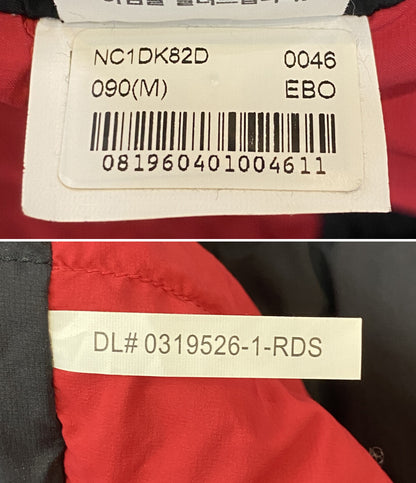 NC1DK82D 0046
090(M) EBO
081960401004611
DL# 0319526-1-RDS